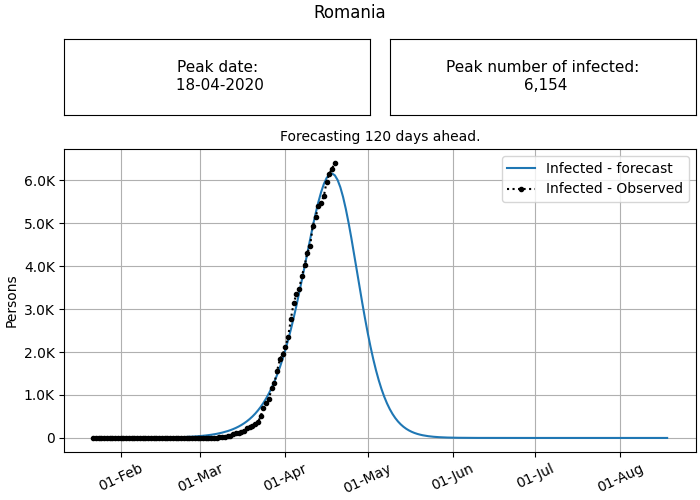 Romania
Peak date:
18-04-2020
Peak number of infected:
6,154
Forecasting 120 days ahead.
Infected - forecast
Infected - Observed
Persons
6.0K
5.0K
4.0K
3.0K
2.0K
1.0K
0
01-Feb
01-Mar
01-Apr
01-May
01-Jun
01-Jul
01-Aug